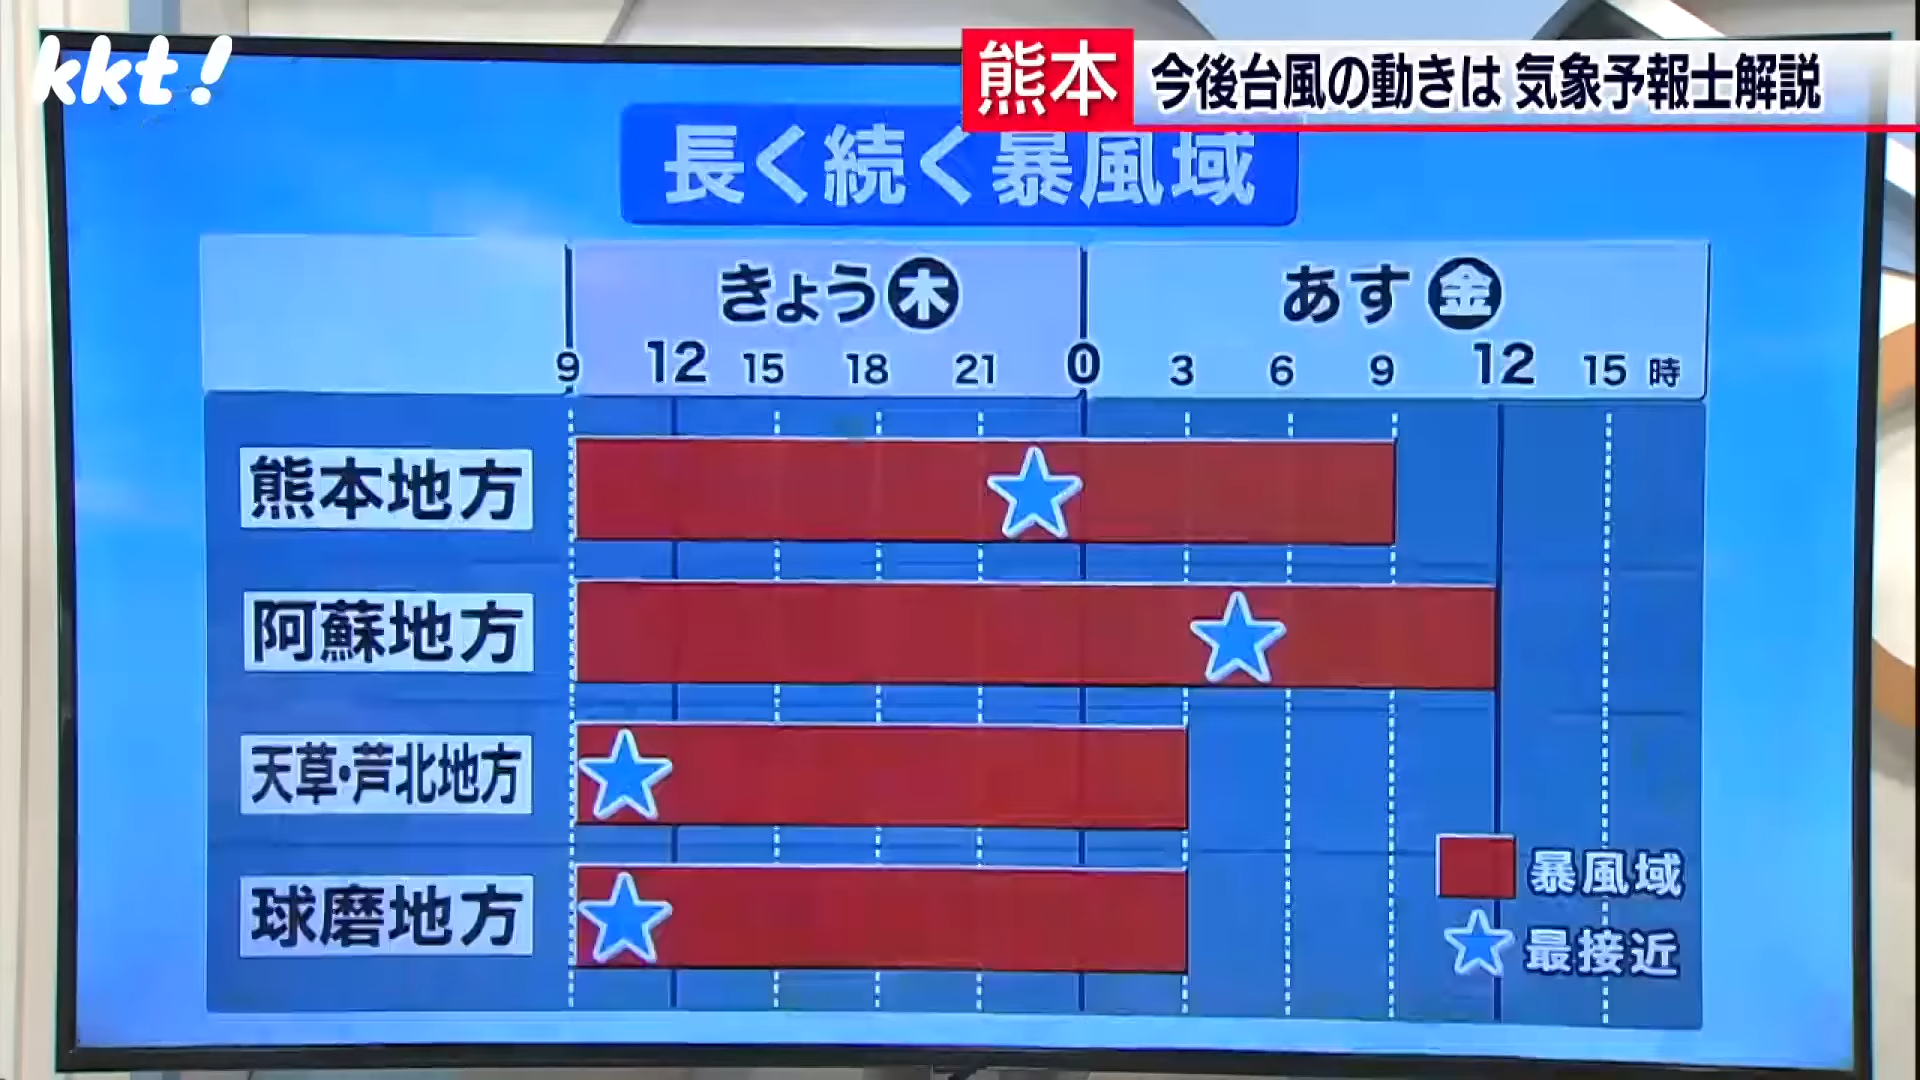 kkt!
熊本 今後台風の動きは 気象予報士解説
長く続く暴風域
きょう㊍ あす㊎
9 12 15 18 21 0 3 6 9 12 15 時
熊本地方
阿蘇地方
天草・芦北地方
球磨地方
暴風域
最接近